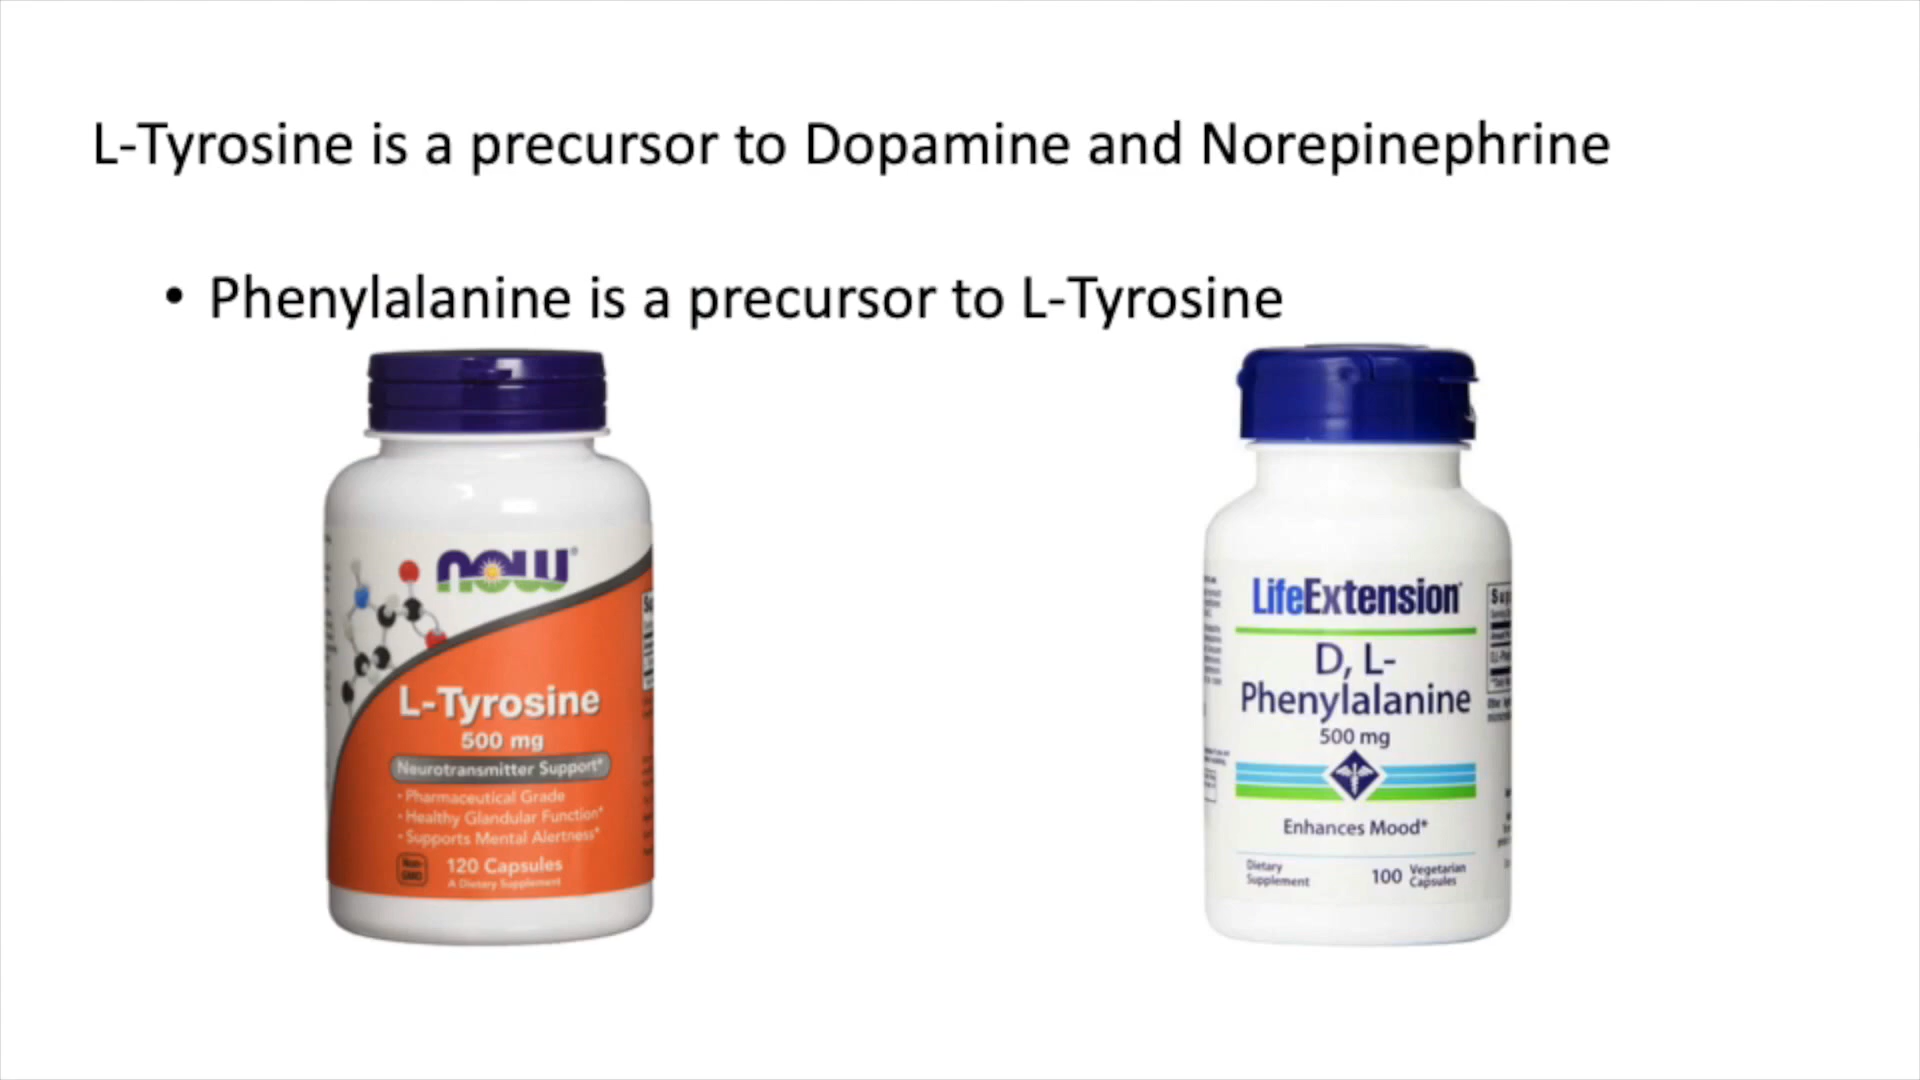 L-Tyrosine is a precursor to Dopamine and Norepinephrine
• Phenylalanine is a precursor to L-Tyrosine
now
L-Tyrosine
500 mg
Neurotransmitter Support*
• Pharmaceutical Grade
• Healthy Glandular Function*
• Supports Mental Alertness*
Non-
GMO
120 Capsules
A Dietary Supplement
LifeExtension
D, L-
Phenylalanine
500 mg
Enhances Mood*
Dietary
Supplement
100 Vegetarian
Capsules